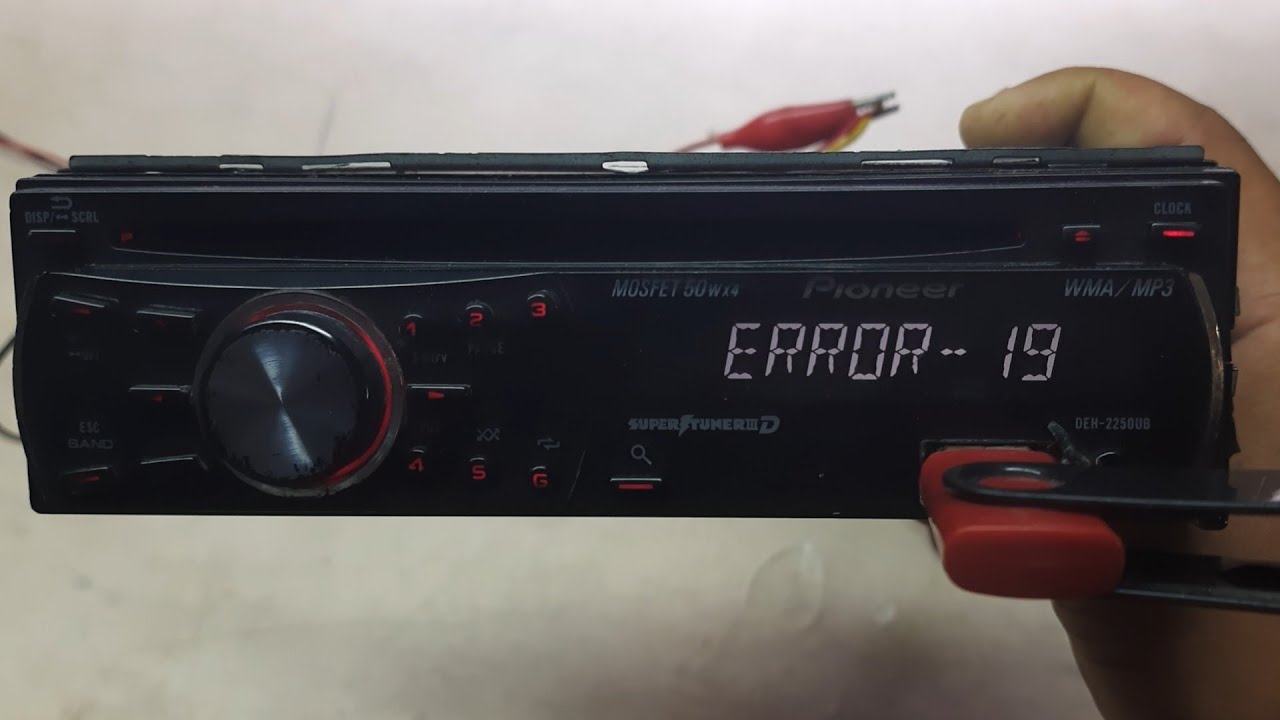 DISP/ SCRL
CLOCK
MOSFET 50Wx4
Pioneer
WMA/MP3
1
2
3
ERROR-19
ESC
BAND
SUPER TUNER III D
DEH-2250UB
4
5
6